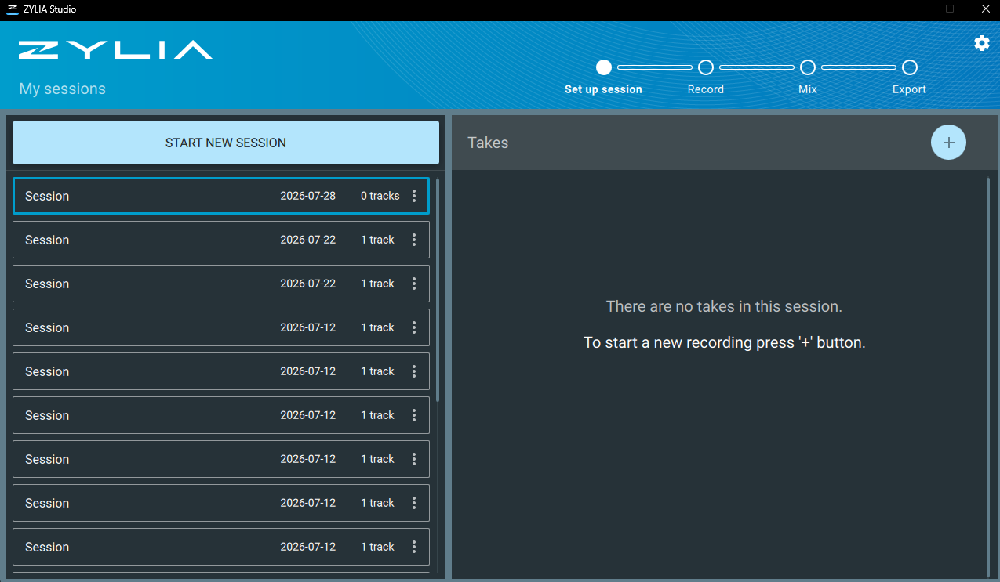 ZYLIA Studio
ZYLIA
My sessions
Set up session
Record
Mix
Export
START NEW SESSION
Takes
+
Session 2026-07-28 0 tracks
Session 2026-07-22 1 track
Session 2026-07-22 1 track
Session 2026-07-12 1 track
Session 2026-07-12 1 track
Session 2026-07-12 1 track
Session 2026-07-12 1 track
Session 2026-07-12 1 track
Session 2026-07-12 1 track
There are no takes in this session.
To start a new recording press '+' button.